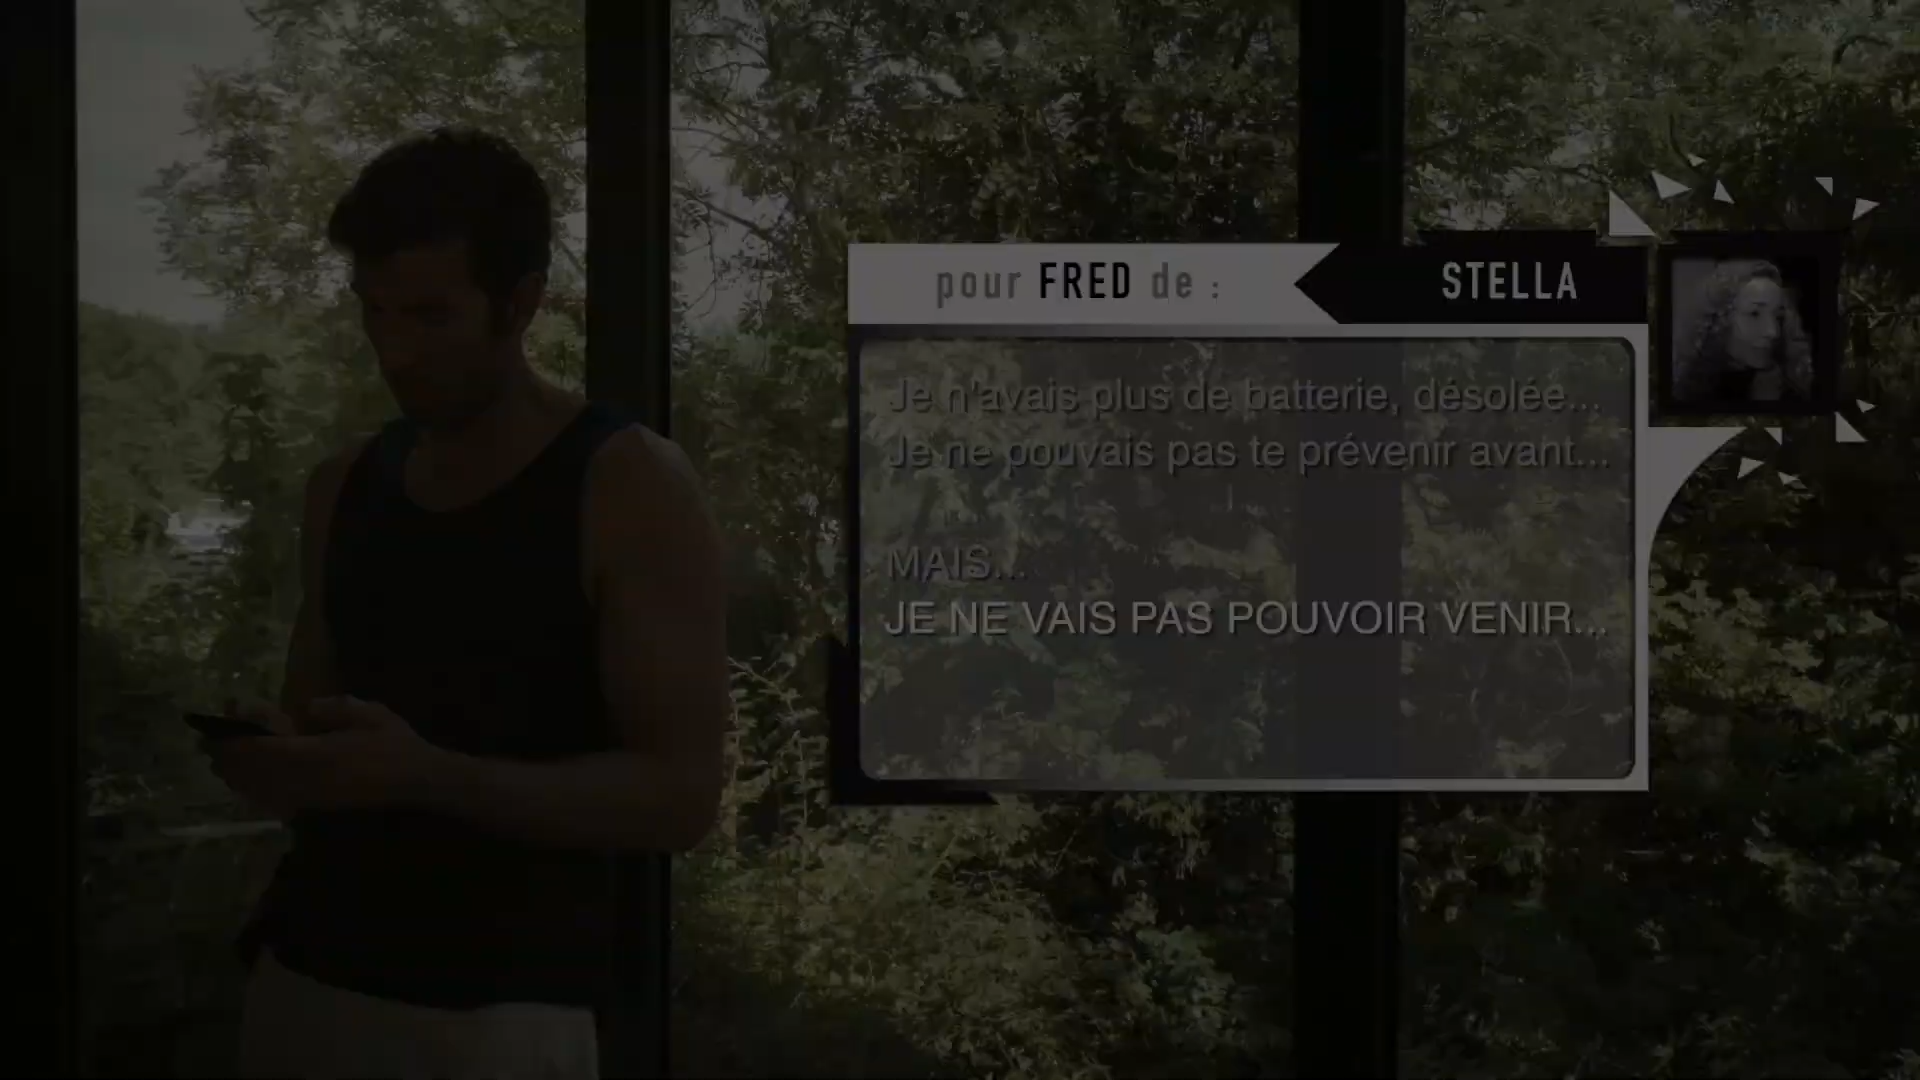 pour FRED de :
STELLA
Je n'avais plus de batterie, désolée...
Je ne pouvais pas te prévenir avant...
MAIS...
JE NE VAIS PAS POUVOIR VENIR...